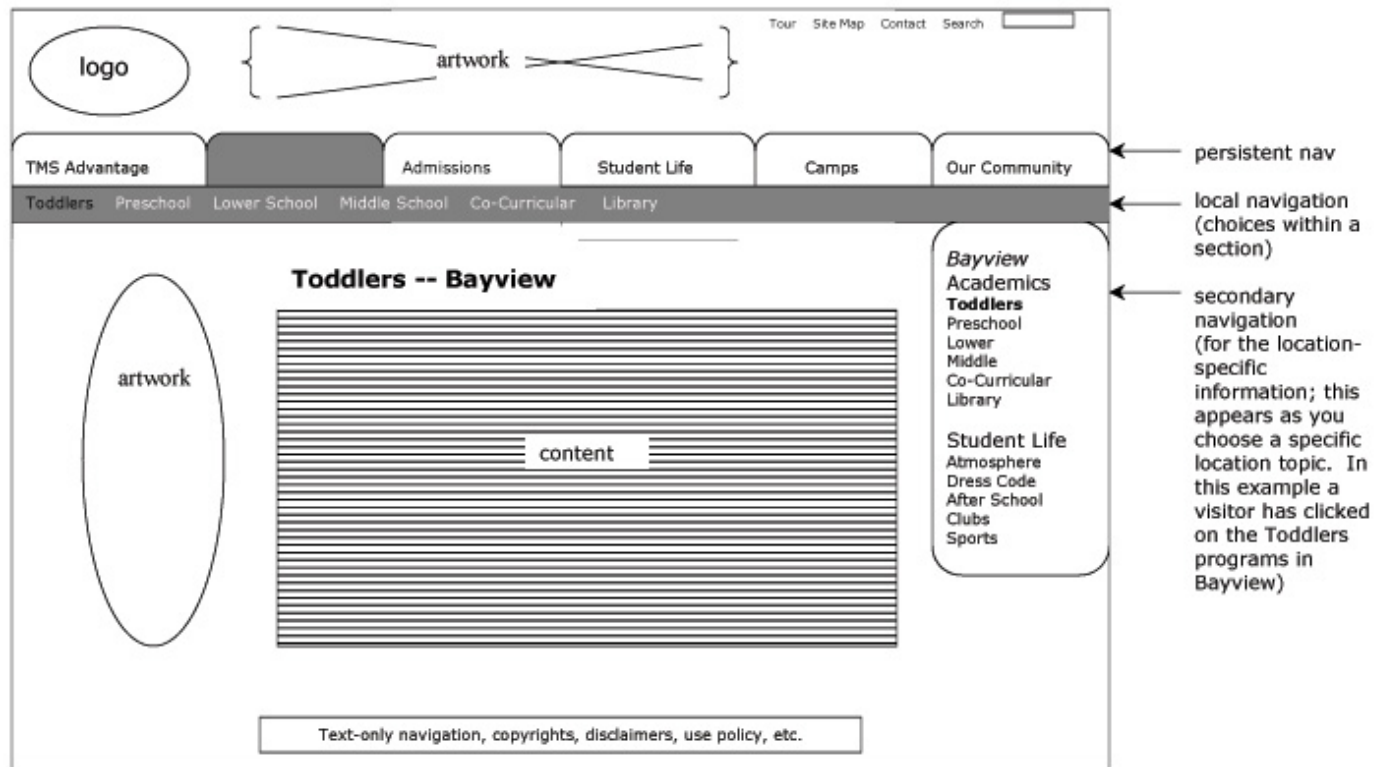 Tour Site Map Contact Search
logo
artwork
TMS Advantage Admissions Student Life Camps Our Community
persistent nav
Toddlers Preschool Lower School Middle School Co-Curricular Library
local navigation
(choices within a
section)
Toddlers -- Bayview
artwork
content
Bayview
Academics
Toddlers
Preschool
Lower
Middle
Co-Curricular
Library
Student Life
Atmosphere
Dress Code
After School
Clubs
Sports
secondary
navigation
(for the location-
specific
information; this
appears as you
choose a specific
location topic. In
this example a
visitor has clicked
on the Toddlers
programs in
Bayview)
Text-only navigation, copyrights, disclaimers, use policy, etc.